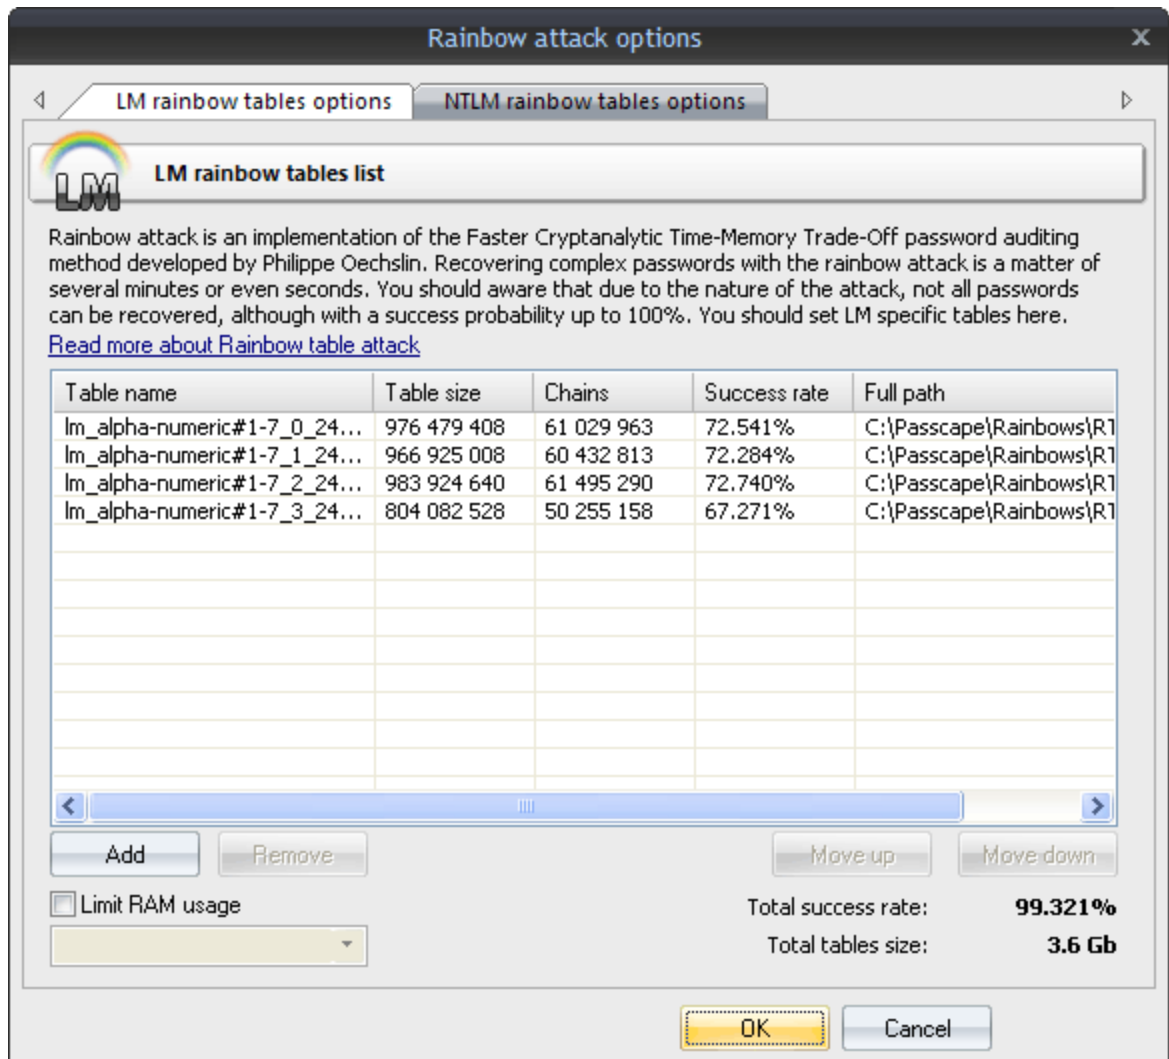 Rainbow attack options
LM rainbow tables options
NTLM rainbow tables options
LM
LM rainbow tables list
Rainbow attack is an implementation of the Faster Cryptanalytic Time-Memory Trade-Off password auditing
method developed by Philippe Oechslin. Recovering complex passwords with the rainbow attack is a matter of
several minutes or even seconds. You should aware that due to the nature of the attack, not all passwords
can be recovered, although with a success probability up to 100%. You should set LM specific tables here.
Read more about Rainbow table attack
Table name Table size Chains Success rate Full path
lm_alpha-numeric#1-7_0_24... 976 479 408 61 029 963 72.541% C:\Passcape\Rainbows\RT
lm_alpha-numeric#1-7_1_24... 966 925 008 60 432 813 72.284% C:\Passcape\Rainbows\RT
lm_alpha-numeric#1-7_2_24... 983 924 640 61 495 290 72.740% C:\Passcape\Rainbows\RT
lm_alpha-numeric#1-7_3_24... 804 082 528 50 255 158 67.271% C:\Passcape\Rainbows\RT
Add Remove Move up Move down
Limit RAM usage
Total success rate: 99.321%
Total tables size: 3.6 Gb
OK Cancel